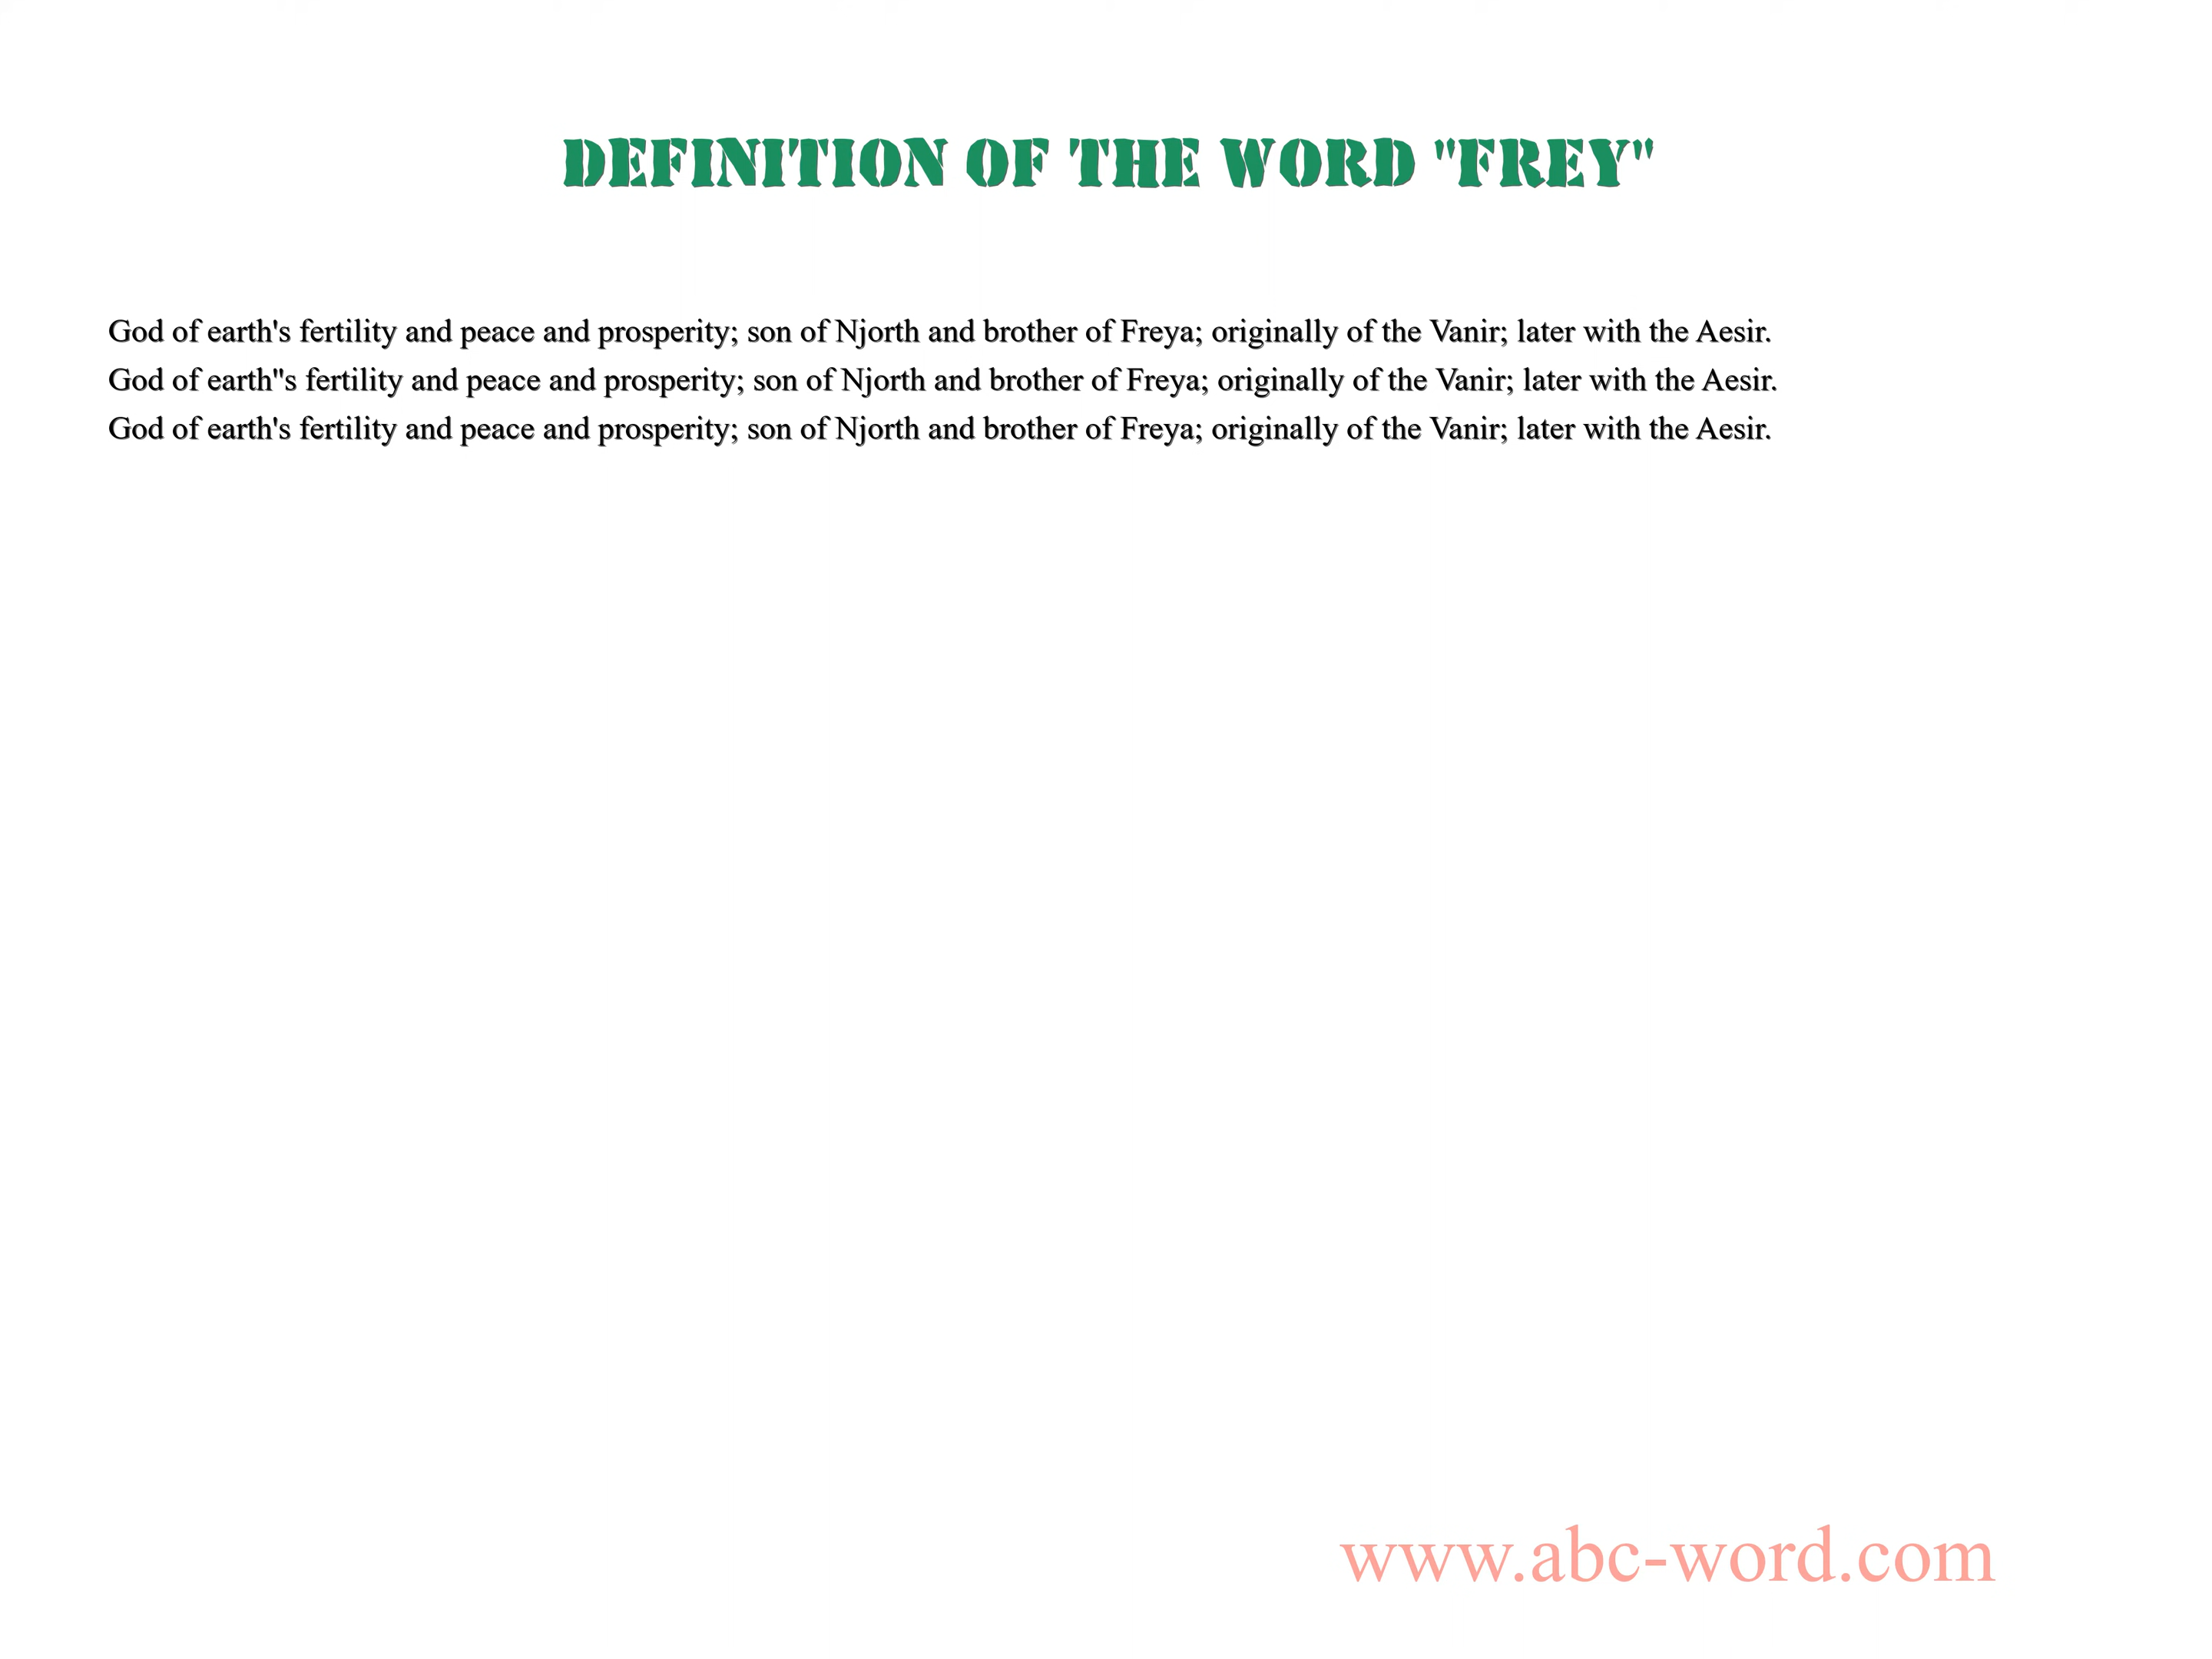 DEFINITION OF THE WORD "FREY"
God of earth's fertility and peace and prosperity; son of Njorth and brother of Freya; originally of the Vanir; later with the Aesir.
God of earth''s fertility and peace and prosperity; son of Njorth and brother of Freya; originally of the Vanir; later with the Aesir.
God of earth's fertility and peace and prosperity; son of Njorth and brother of Freya; originally of the Vanir; later with the Aesir.
www.abc-word.com